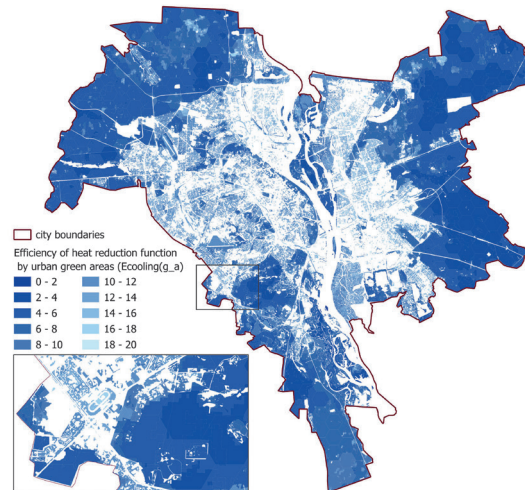 city boundaries
Efficiency of heat reduction function
by urban green areas (Ecooling(g_a)
0 - 2
10 - 12
2 - 4
12 - 14
4 - 6
14 - 16
6 - 8
16 - 18
8 - 10
18 - 20